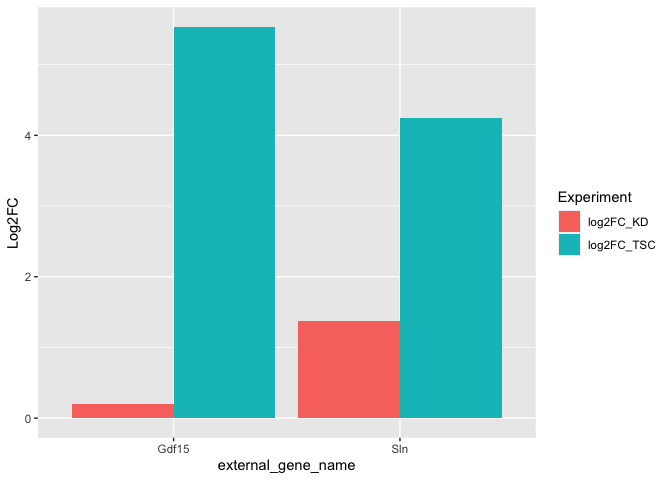 Log2FC
4
2
0
Gdf15
Sln
external_gene_name
Experiment
log2FC_KD
log2FC_TSC